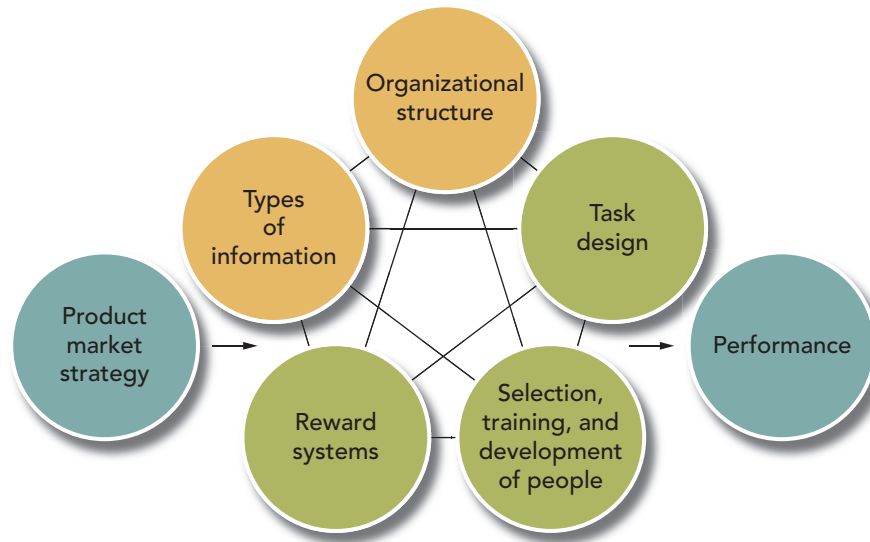 Organizational
structure
Types
of
information
Task
design
Product
market
strategy
Performance
Reward
systems
Selection,
training, and
development
of people